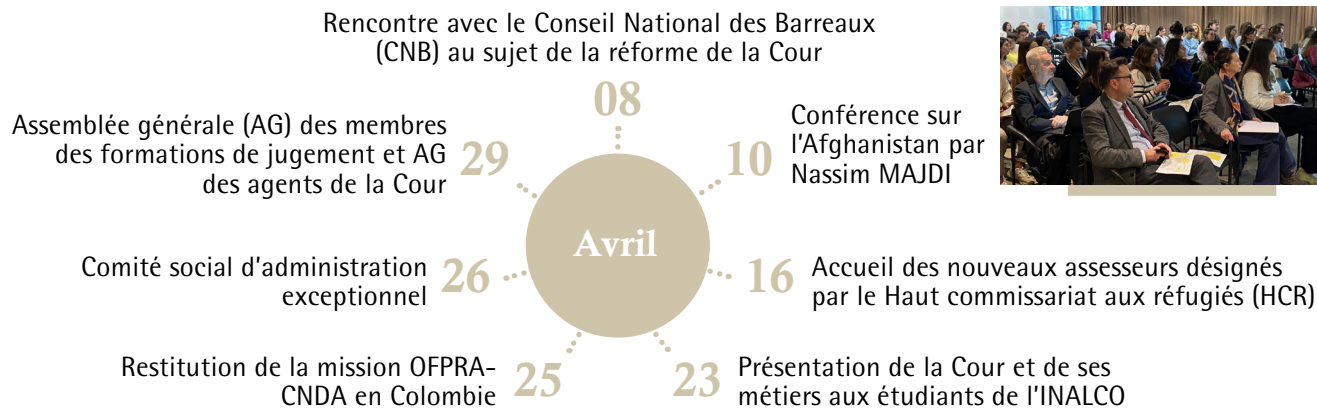 Rencontre avec le Conseil National des Barreaux
(CNB) au sujet de la réforme de la Cour
08
Conférence sur
l'Afghanistan par
Nassim MAJDI
10
Accueil des nouveaux assesseurs désignés
par le Haut commissariat aux réfugiés (HCR)
16
Présentation de la Cour et de ses
métiers aux étudiants de l'INALCO
23
Restitution de la mission OFPRA-
CNDA en Colombie
25
Comité social d'administration
exceptionnel
26
Assemblée générale (AG) des membres
des formations de jugement et AG
des agents de la Cour
29
Avril